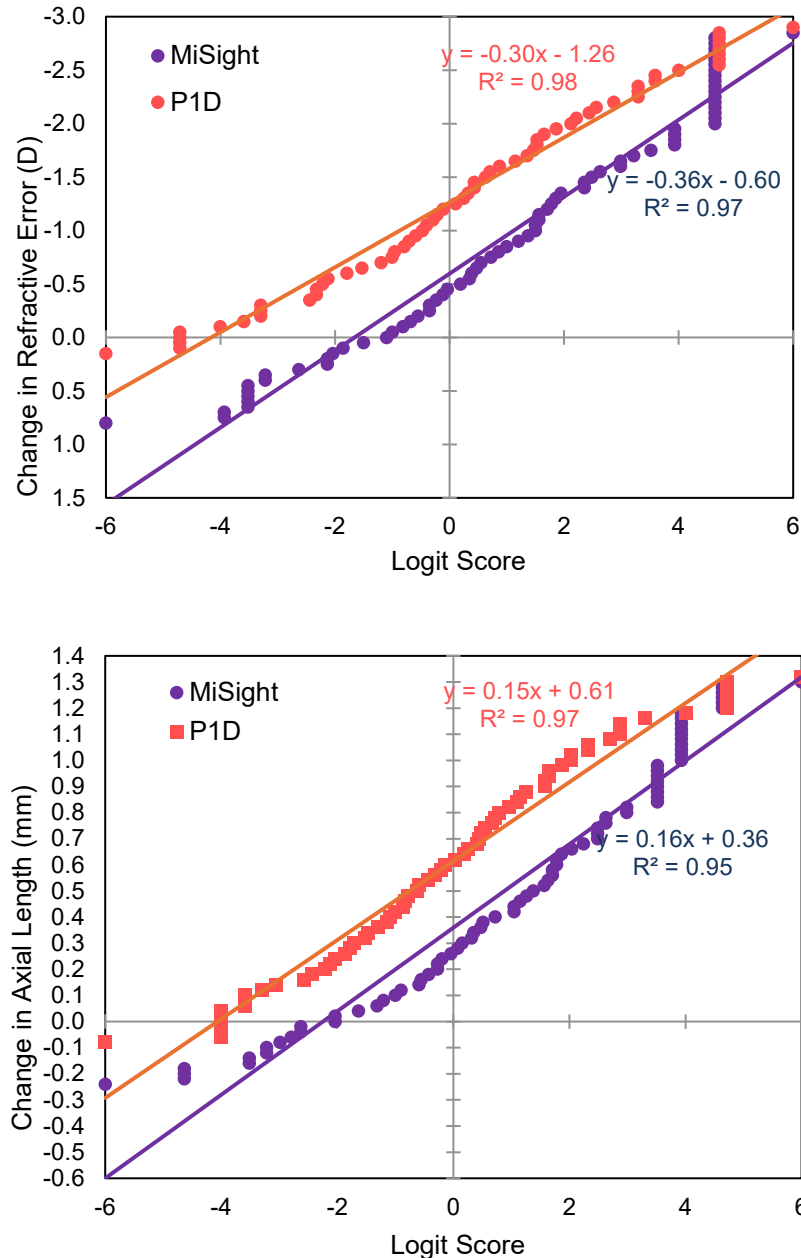 -3.0
-2.5
-2.0
-1.5
-1.0
-0.5
0.0
0.5
1.0
1.5
Change in Refractive Error (D)
MiSight
P1D
y = -0.30x - 1.26
R² = 0.98
y = -0.36x - 0.60
R² = 0.97
-6 -4 -2 0 2 4 6
Logit Score
1.4
1.3
1.2
1.1
1.0
0.9
0.8
0.7
0.6
0.5
0.4
0.3
0.2
0.1
0.0
-0.1
-0.2
-0.3
-0.4
-0.5
-0.6
Change in Axial Length (mm)
MiSight
P1D
y = 0.15x + 0.61
R² = 0.97
y = 0.16x + 0.36
R² = 0.95
-6 -4 -2 0 2 4 6
Logit Score